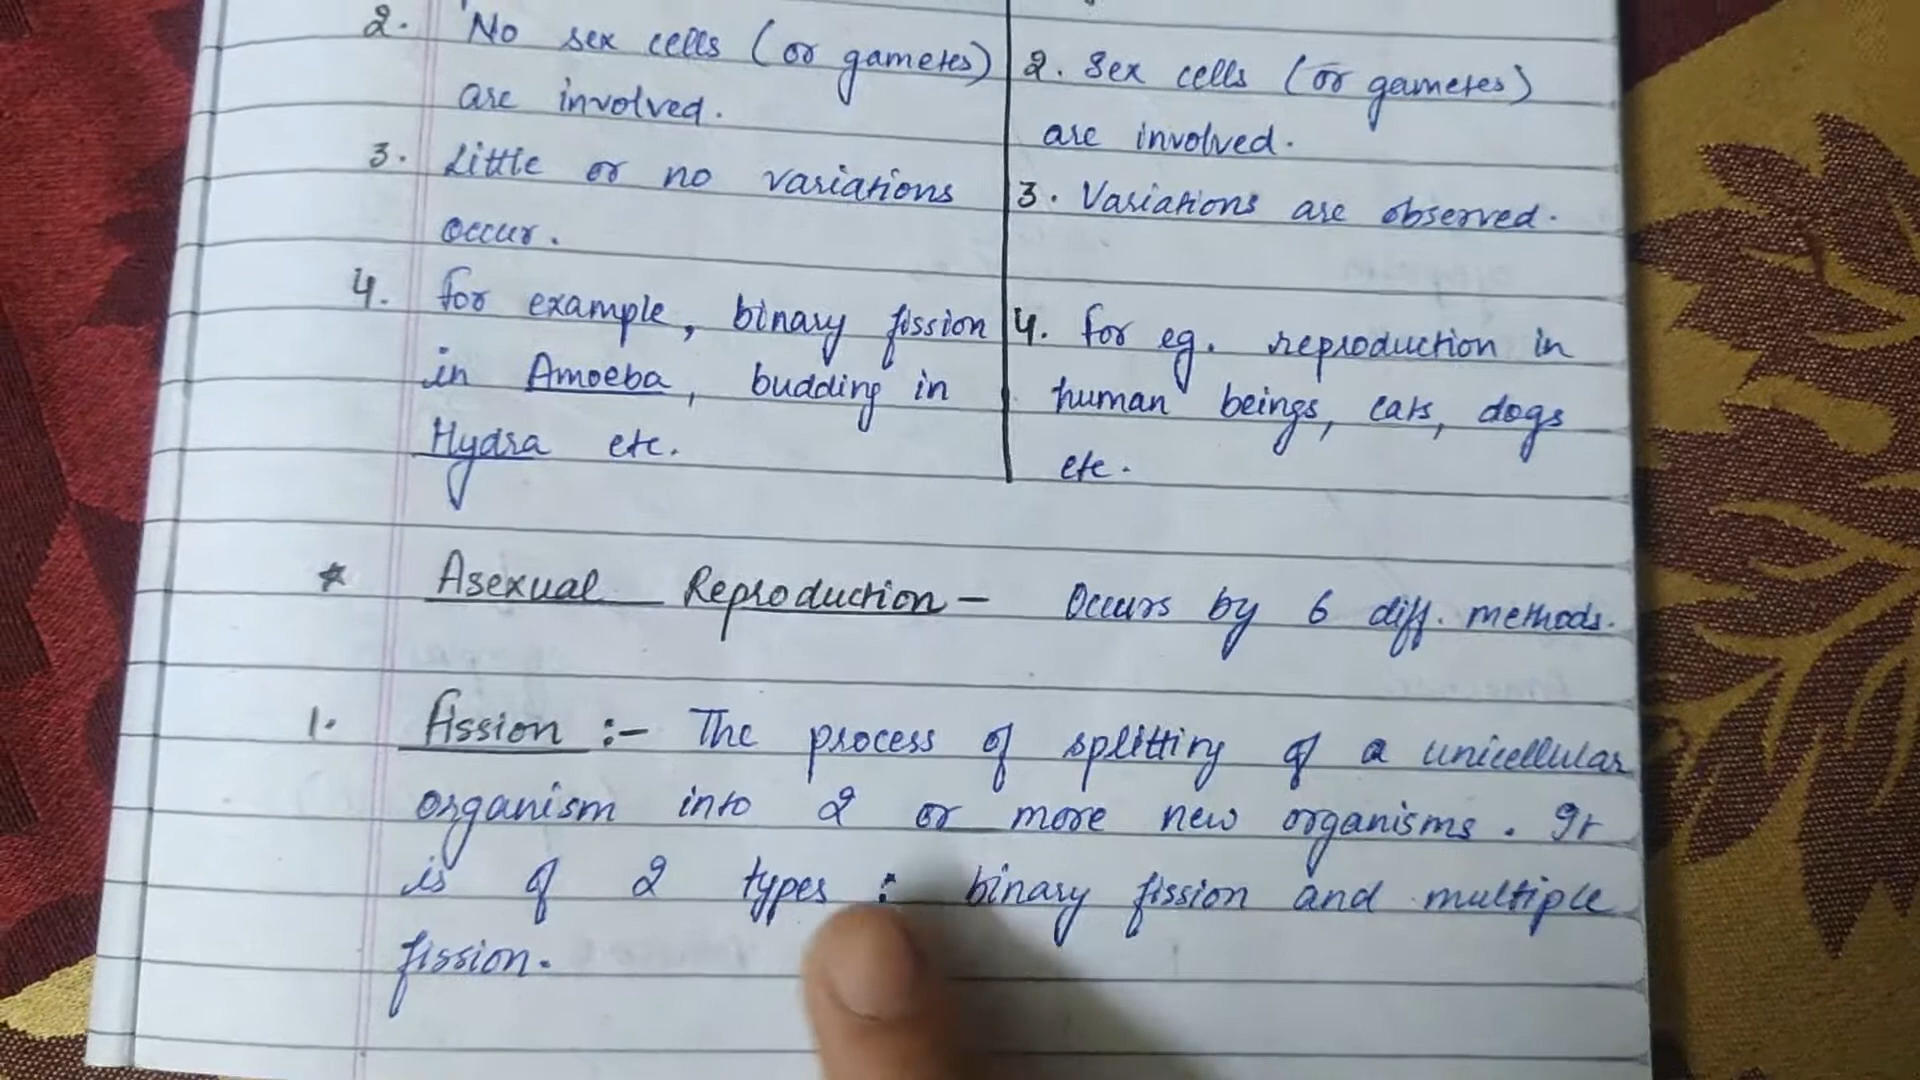 2. No sex cells (or gametes)
are involved.
3. Little or no variations
occur.
4. for example, binary fission
in Amoeba, budding in
Hydra etc.
2. Sex cells (or gametes)
are involved.
3. Variations are observed.
4. for eg. reproduction in
human beings, cats, dogs
etc.
* Asexual Reproduction - Occurs by 6 diff. methods.
1. fission :- The process of splitting of a unicellular
organism into 2 or more new organisms. It
is of 2 types : binary fission and multiple
fission.